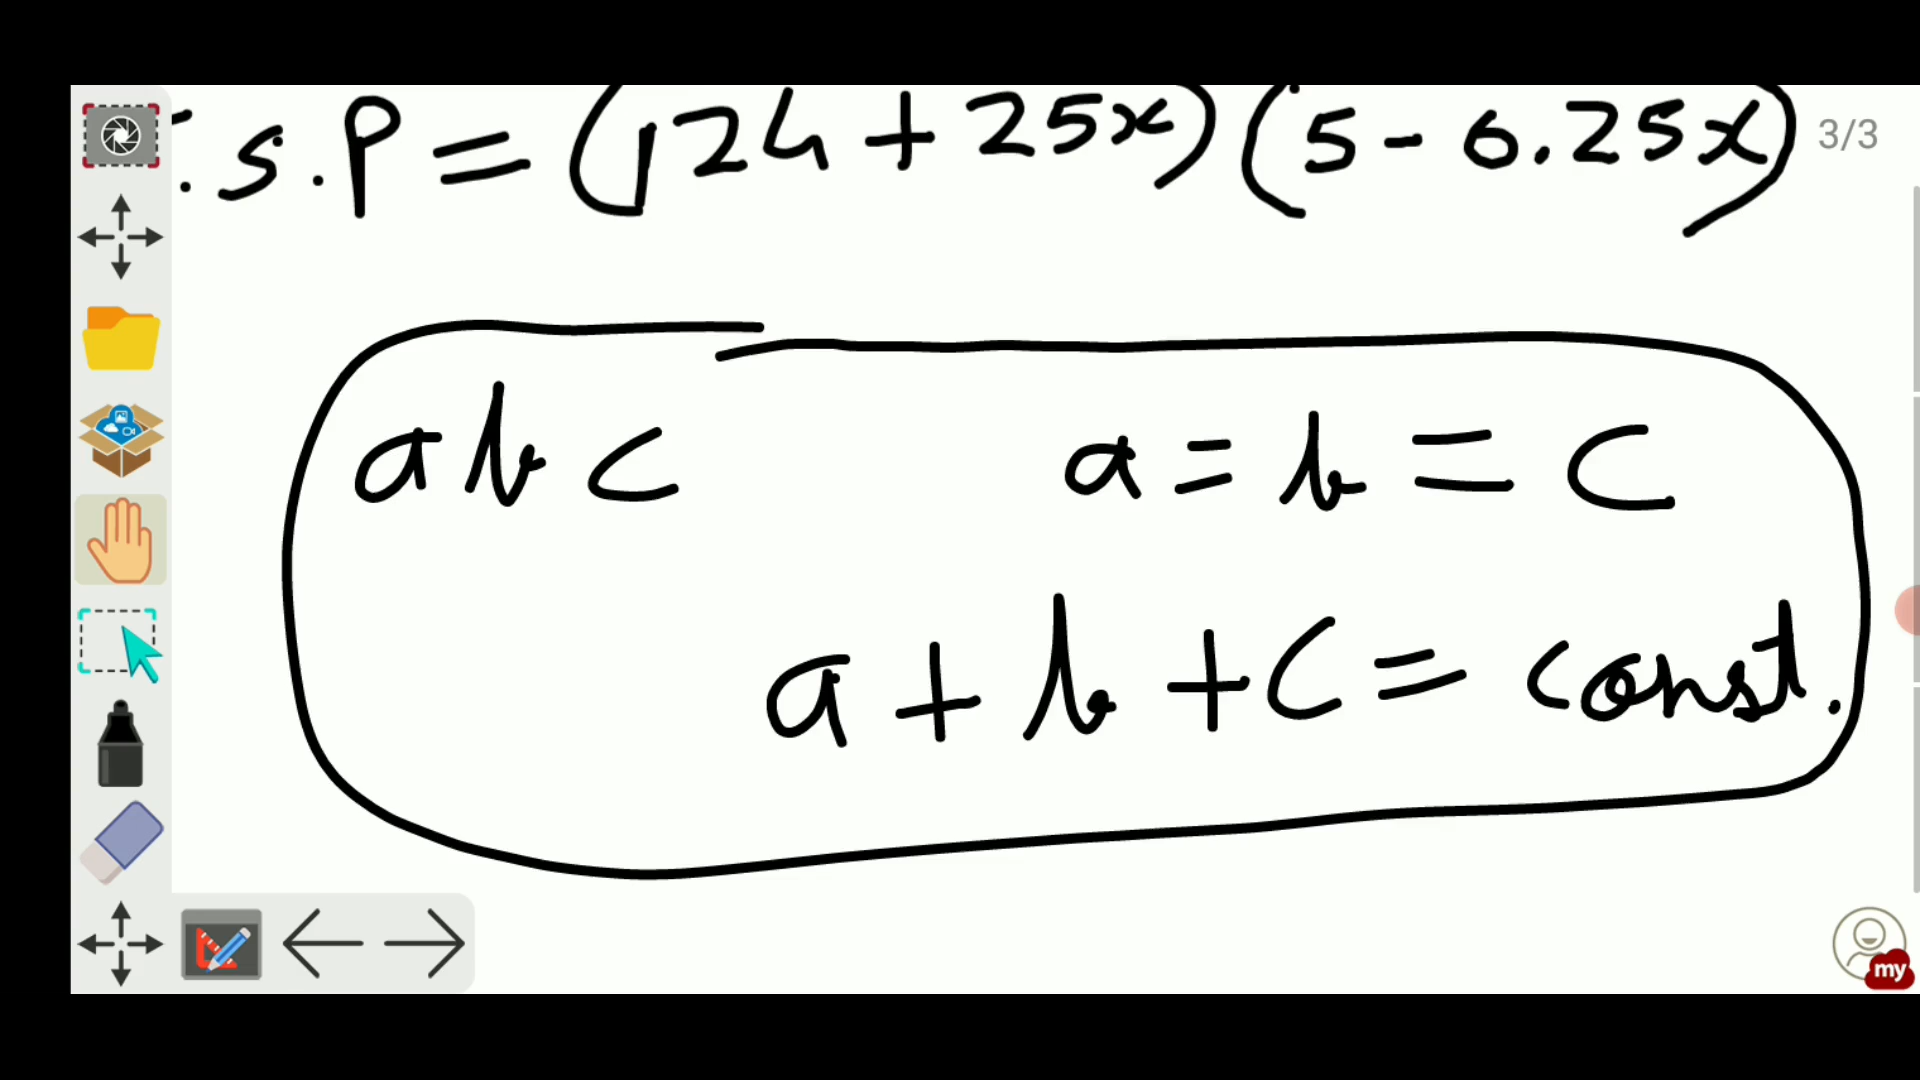 .s.P = (124 + 25x) (5 - 6.25x)
3/3
abc a = b = c
a + b + c = const.
my